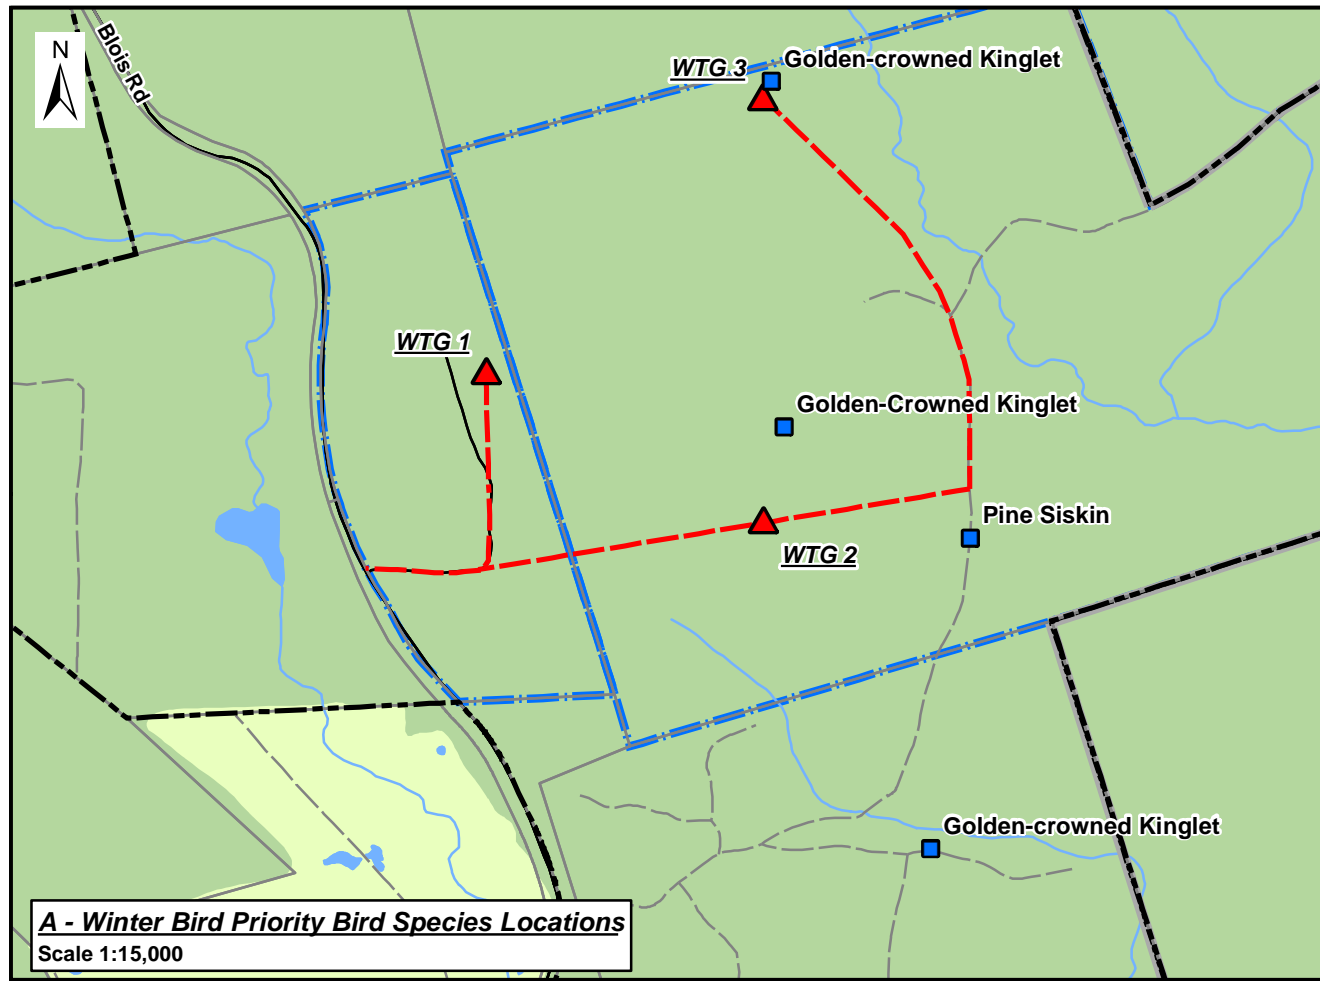 N
Blois Rd
WTG 3
Golden-crowned Kinglet
WTG 1
Golden-Crowned Kinglet
Pine Siskin
WTG 2
Golden-crowned Kinglet
A - Winter Bird Priority Bird Species Locations
Scale 1:15,000